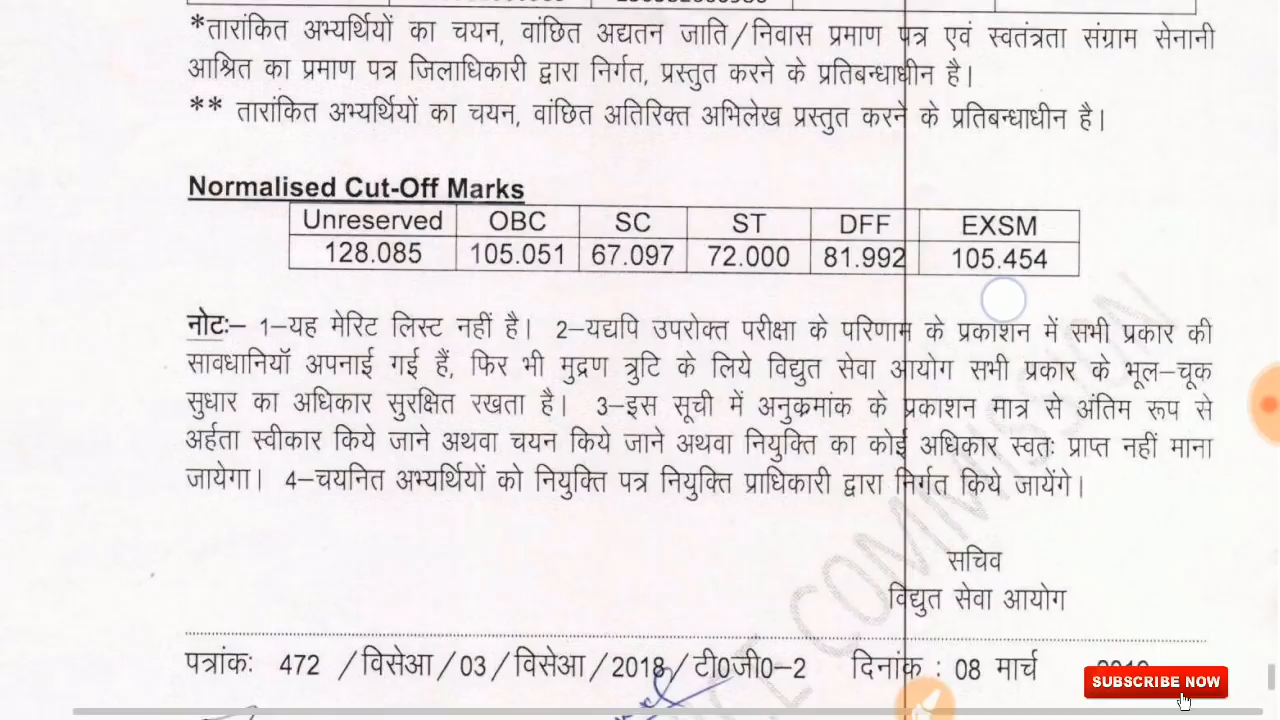 *तारांकित अभ्यर्थियों का चयन, वांछित अद्यतन जाति/निवास प्रमाण पत्र एवं स्वतंत्रता संग्राम सेनानी
आश्रित का प्रमाण पत्र जिलाधिकारी द्वारा निर्गत, प्रस्तुत करने के प्रतिबन्धाधीन है।
** तारांकित अभ्यर्थियों का चयन, वांछित अतिरिक्त अभिलेख प्रस्तुत करने के प्रतिबन्धाधीन है।
Normalised Cut-Off Marks
Unreserved OBC SC ST DFF EXSM
128.085 105.051 67.097 72.000 81.992 105.454
नोटः– 1–यह मेरिट लिस्ट नहीं है। 2–यद्यपि उपरोक्त परीक्षा के परिणाम के प्रकाशन में सभी प्रकार की
सावधानियॉ अपनाई गई हैं, फिर भी मुद्रण त्रुटि के लिये विद्युत सेवा आयोग सभी प्रकार के भूल–चूक
सुधार का अधिकार सुरक्षित रखता है। 3–इस सूची में अनुक्रमांक के प्रकाशन मात्र से अंतिम रूप से
अर्हता स्वीकार किये जाने अथवा चयन किये जाने अथवा नियुक्ति का कोई अधिकार स्वतः प्राप्त नहीं माना
जायेगा। 4–चयनित अभ्यर्थियों को नियुक्ति पत्र नियुक्ति प्राधिकारी द्वारा निर्गत किये जायेंगे।
सचिव
विद्युत सेवा आयोग
पत्रांकः 472 /विसेआ/03/विसेआ/2018/टी0जी0–2 दिनांक : 08 मार्च
SUBSCRIBE NOW